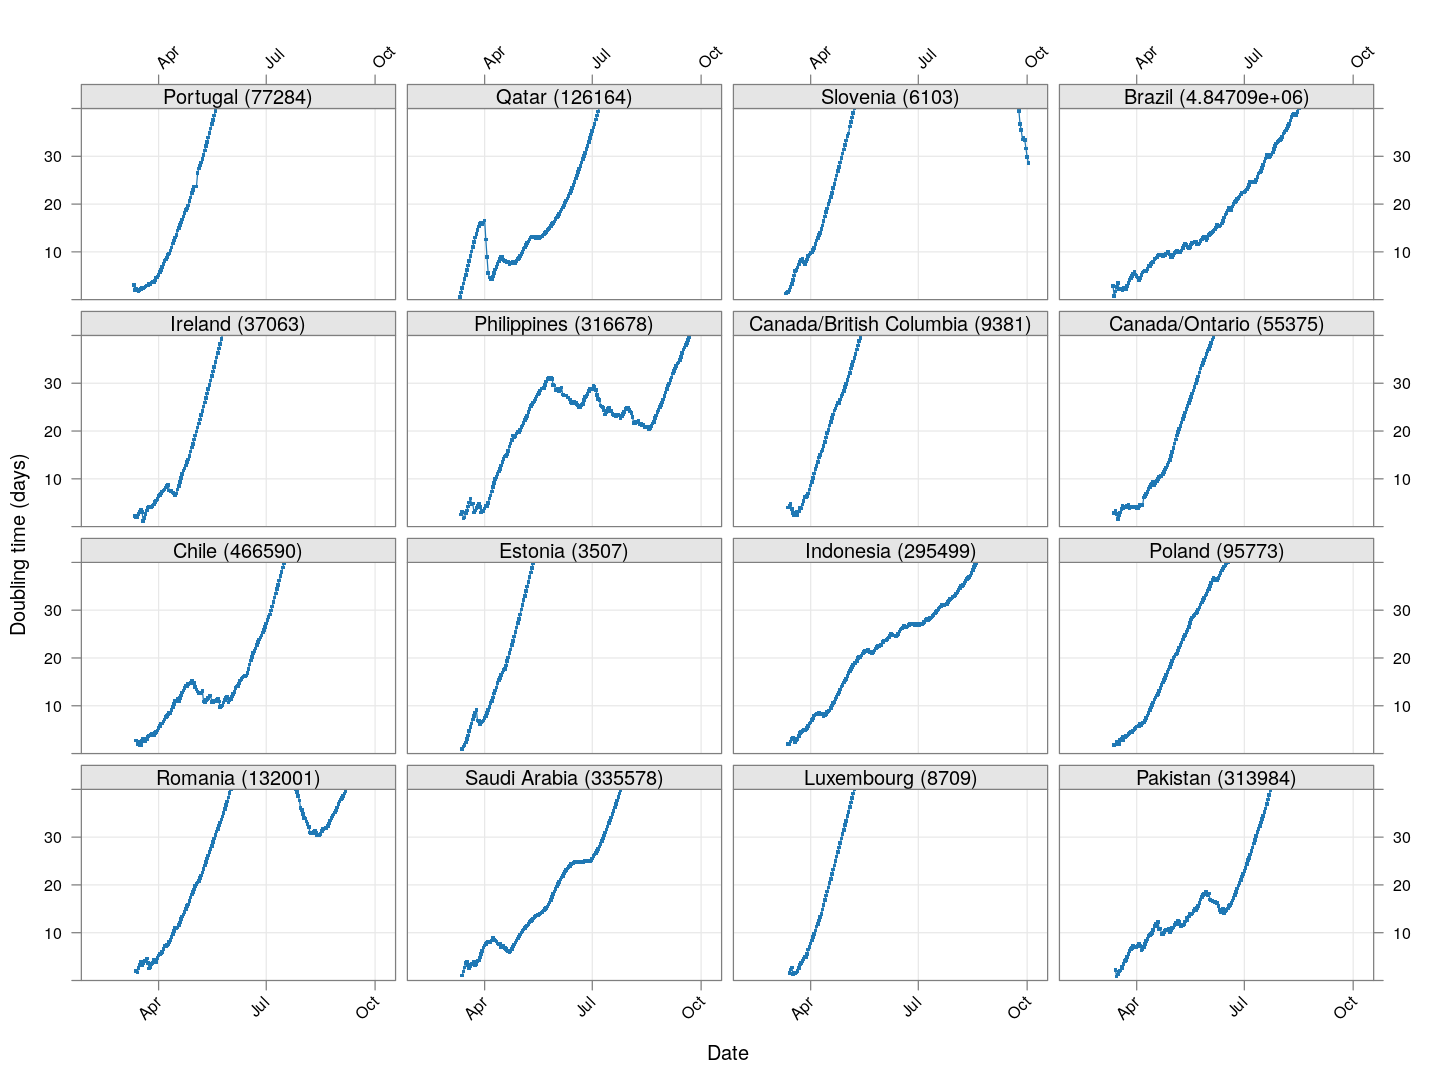 Apr Jul Oct Apr Jul Oct Apr Jul Oct Apr Jul Oct
Portugal (77284) Qatar (126164) Slovenia (6103) Brazil (4.84709e+06)
30 30
20 20
10 10
Ireland (37063) Philippines (316678) Canada/British Columbia (9381) Canada/Ontario (55375)
30 30
20 20
10 10
Doubling time (days)
Chile (466590) Estonia (3507) Indonesia (295499) Poland (95773)
30 30
20 20
10 10
Romania (132001) Saudi Arabia (335578) Luxembourg (8709) Pakistan (313984)
30 30
20 20
10 10
Apr Jul Oct Apr Jul Oct Apr Jul Oct Apr Jul Oct
Date